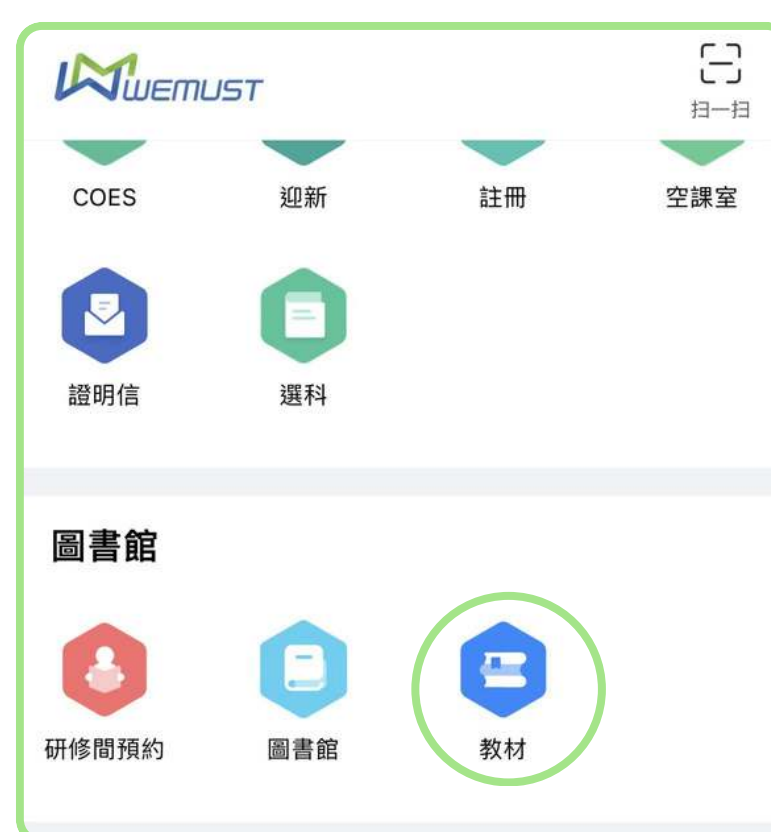 WEMUST
扫一扫
COES 迎新 註冊 空課室
證明信 選科
圖書館
研修間預約 圖書館 教材